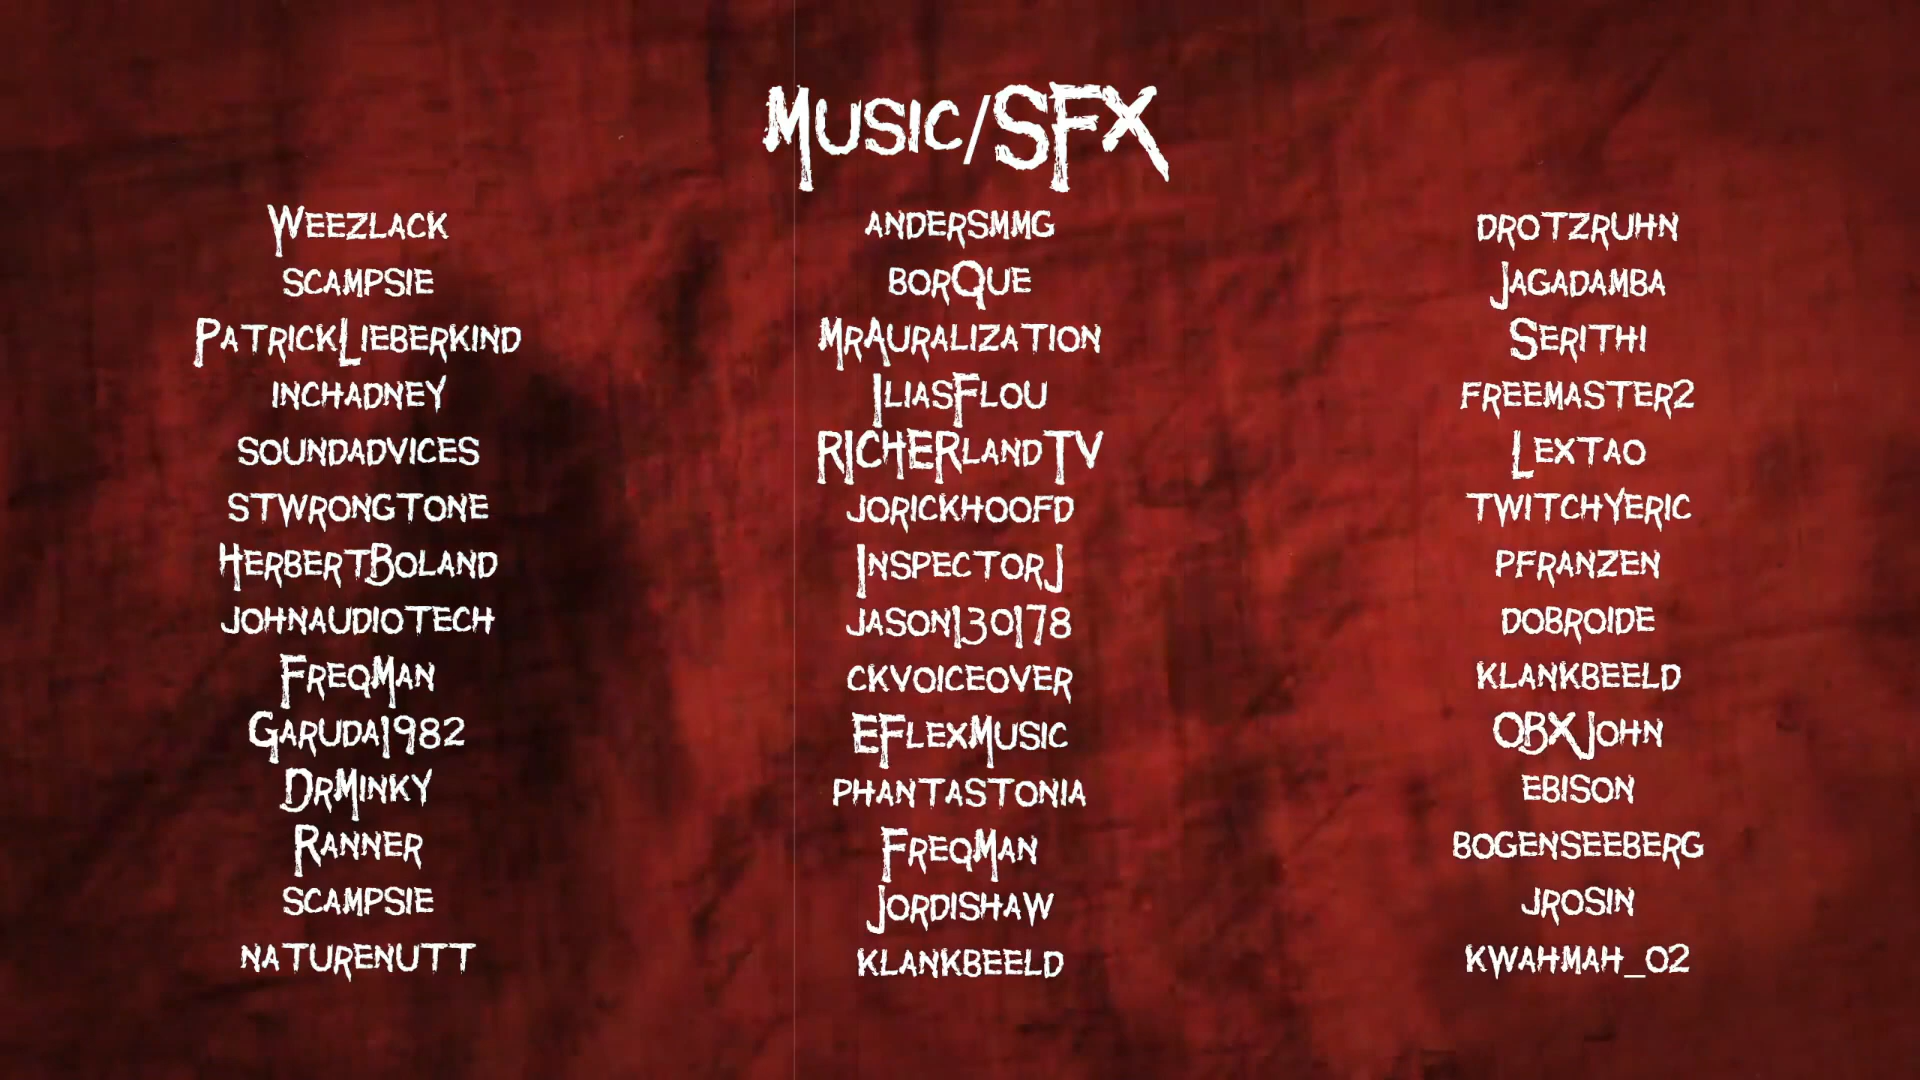 Music/SFX
Weezlack
scampsie
PatrickLieberkind
inchadney
soundadvices
stwrongtone
HerbertBoland
johnaudiotech
FreqMan
Garuda1982
DrMinky
Ranner
scampsie
naturenutt
andersmmg
borQue
MrAuralization
IliasFlou
RICHERlandTV
jorickhoofd
InspectorJ
jason130178
ckvoiceover
EFlexMusic
phantastonia
FreqMan
Jordishaw
klankbeeld
drotzruhn
Jagadamba
Serithi
freemaster2
Lextao
twitchYeric
pfranzen
dobroide
klankbeeld
OBXJohn
ebison
bogenseeberg
jrosin
kwahmah_02